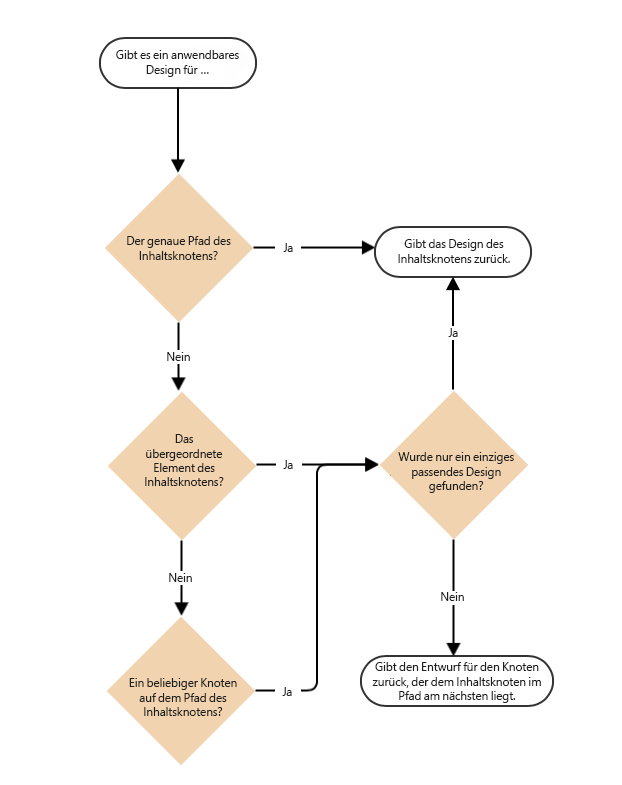 Gibt es ein anwendbares
Design für ...
Der genaue Pfad des
Inhaltsknotens?
Ja
Gibt das Design des
Inhaltsknotens zurück.
Ja
Nein
Das
übergeordnete
Element des
Inhaltsknotens?
Ja
Wurde nur ein einziges
passendes Design
gefunden?
Nein
Nein
Ein beliebiger Knoten
auf dem Pfad des
Inhaltsknotens?
Ja
Gibt den Entwurf für den Knoten
zurück, der dem Inhaltsknoten im
Pfad am nächsten liegt.